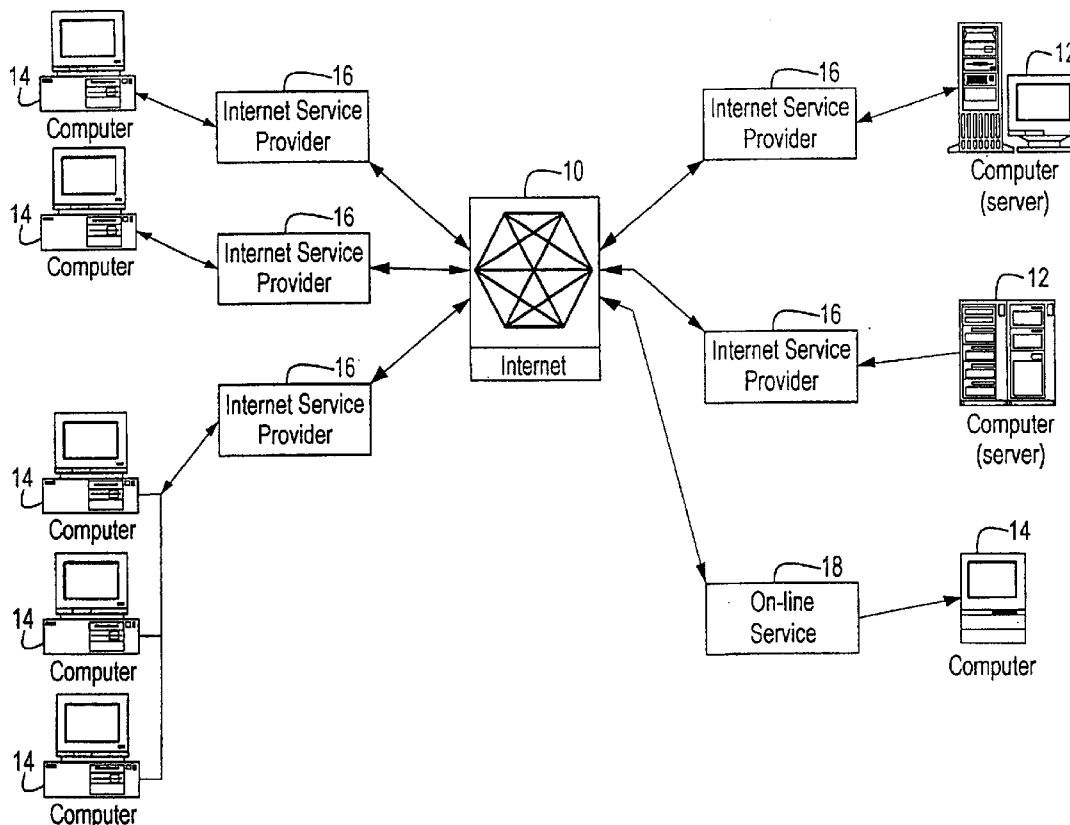 14
Computer
14
Computer
16
Internet Service
Provider
16
Internet Service
Provider
16
Internet Service
Provider
14
Computer
14
Computer
14
Computer
10
Internet
16
Internet Service
Provider
12
Computer
(server)
16
Internet Service
Provider
12
Computer
(server)
18
On-line
Service
14
Computer